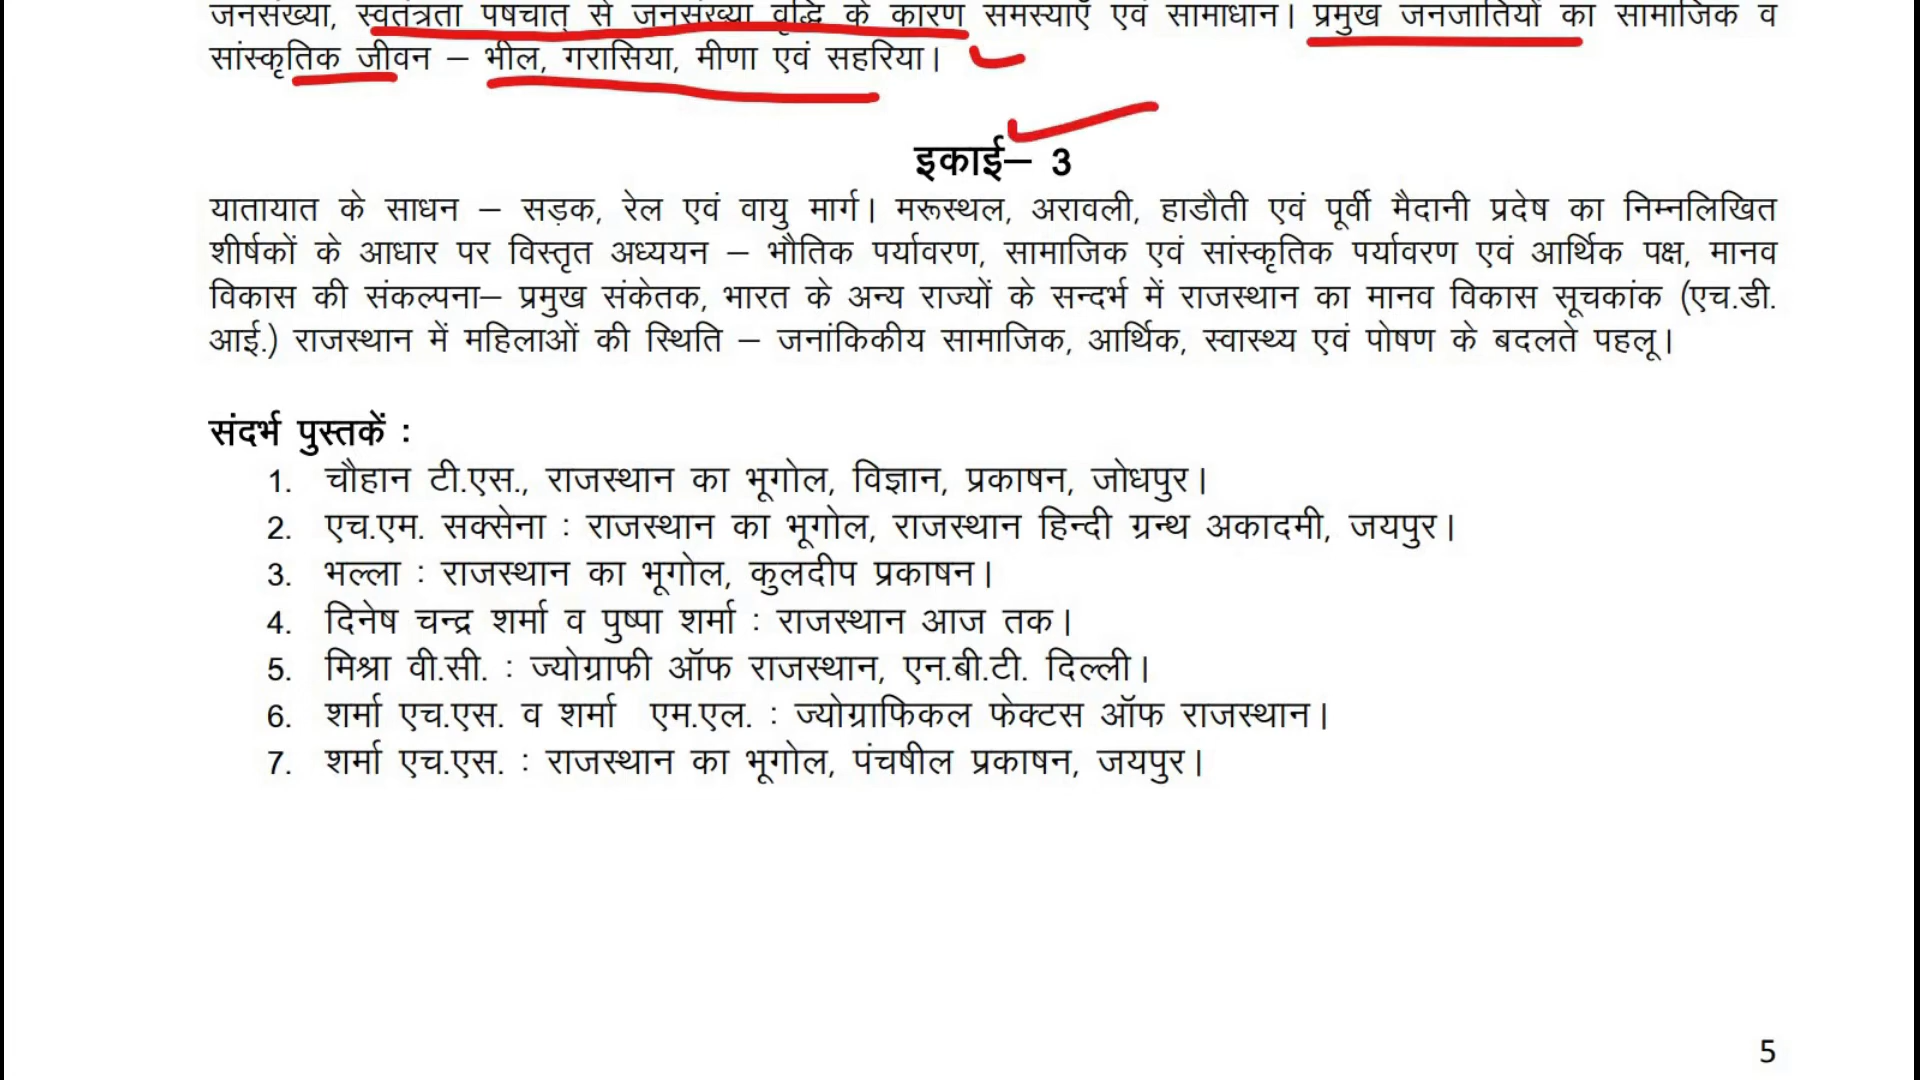 जनसंख्या, स्वतंत्रता पषचात् से जनसंख्या वृद्धि के कारण समस्याएँ एवं सामाधान। प्रमुख जनजातियों का सामाजिक व
सांस्कृतिक जीवन – भील, गरासिया, मीणा एवं सहरिया।
इकाई– 3
यातायात के साधन – सड़क, रेल एवं वायु मार्ग। मरूस्थल, अरावली, हाडौती एवं पूर्वी मैदानी प्रदेष का निम्नलिखित
शीर्षकों के आधार पर विस्तृत अध्ययन – भौतिक पर्यावरण, सामाजिक एवं सांस्कृतिक पर्यावरण एवं आर्थिक पक्ष, मानव
विकास की संकल्पना– प्रमुख संकेतक, भारत के अन्य राज्यों के सन्दर्भ में राजस्थान का मानव विकास सूचकांक (एच.डी.
आई.) राजस्थान में महिलाओं की स्थिति – जनांकिकीय सामाजिक, आर्थिक, स्वास्थ्य एवं पोषण के बदलते पहलू।
संदर्भ पुस्तकें :
1. चौहान टी.एस., राजस्थान का भूगोल, विज्ञान, प्रकाषन, जोधपुर।
2. एच.एम. सक्सेना : राजस्थान का भूगोल, राजस्थान हिन्दी ग्रन्थ अकादमी, जयपुर।
3. भल्ला : राजस्थान का भूगोल, कुलदीप प्रकाषन।
4. दिनेष चन्द्र शर्मा व पुष्पा शर्मा : राजस्थान आज तक।
5. मिश्रा वी.सी. : ज्योग्राफी ऑफ राजस्थान, एन.बी.टी. दिल्ली।
6. शर्मा एच.एस. व शर्मा एम.एल. : ज्योग्राफिकल फेक्टस ऑफ राजस्थान।
7. शर्मा एच.एस. : राजस्थान का भूगोल, पंचषील प्रकाषन, जयपुर।
5